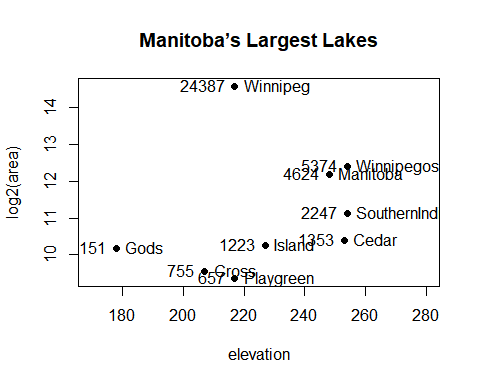 Manitoba's Largest Lakes
24387 Winnipeg
5374 Winnipegos
4624 Manitoba
2247 SouthernInd
1353 Cedar
1223 Island
151 Gods
755 Cross
657 Playgreen
14
13
12
11
10
log2(area)
180 200 220 240 260 280
elevation